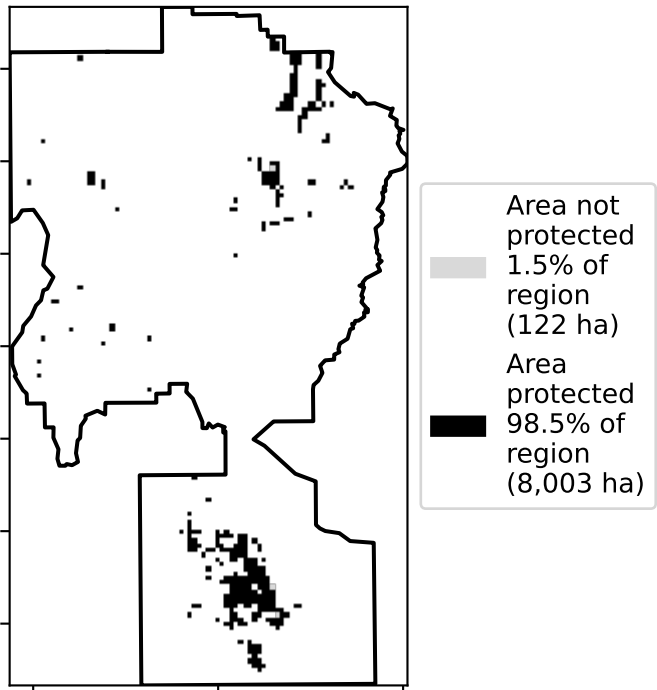 Area not
protected
1.5% of
region
(122 ha)
Area
protected
98.5% of
region
(8,003 ha)